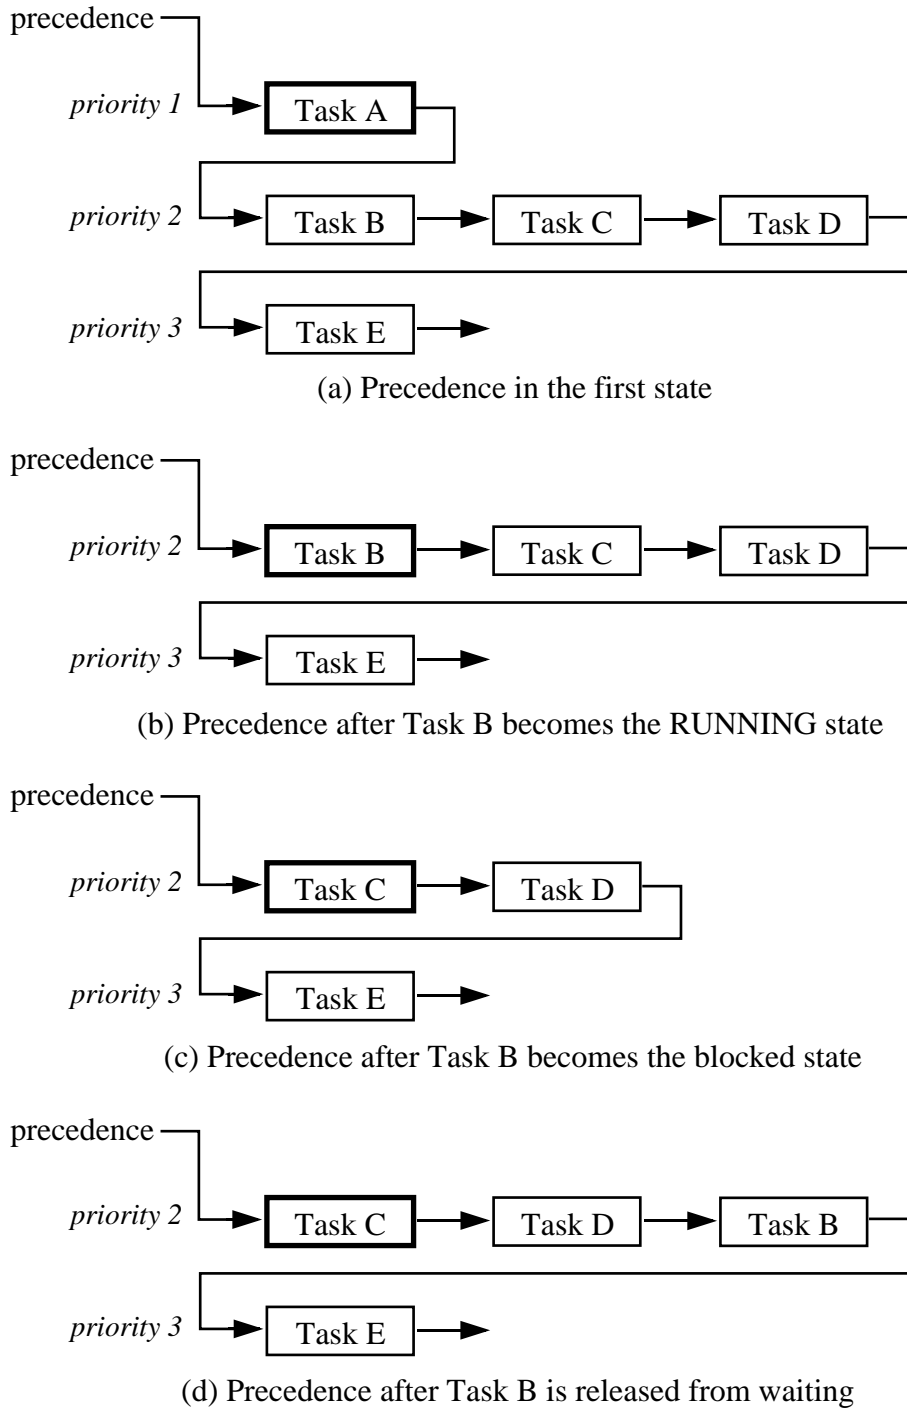 precedence
priority 1 Task A
priority 2 Task B Task C Task D
priority 3 Task E
(a) Precedence in the first state
precedence
priority 2 Task B Task C Task D
priority 3 Task E
(b) Precedence after Task B becomes the RUNNING state
precedence
priority 2 Task C Task D
priority 3 Task E
(c) Precedence after Task B becomes the blocked state
precedence
priority 2 Task C Task D Task B
priority 3 Task E
(d) Precedence after Task B is released from waiting